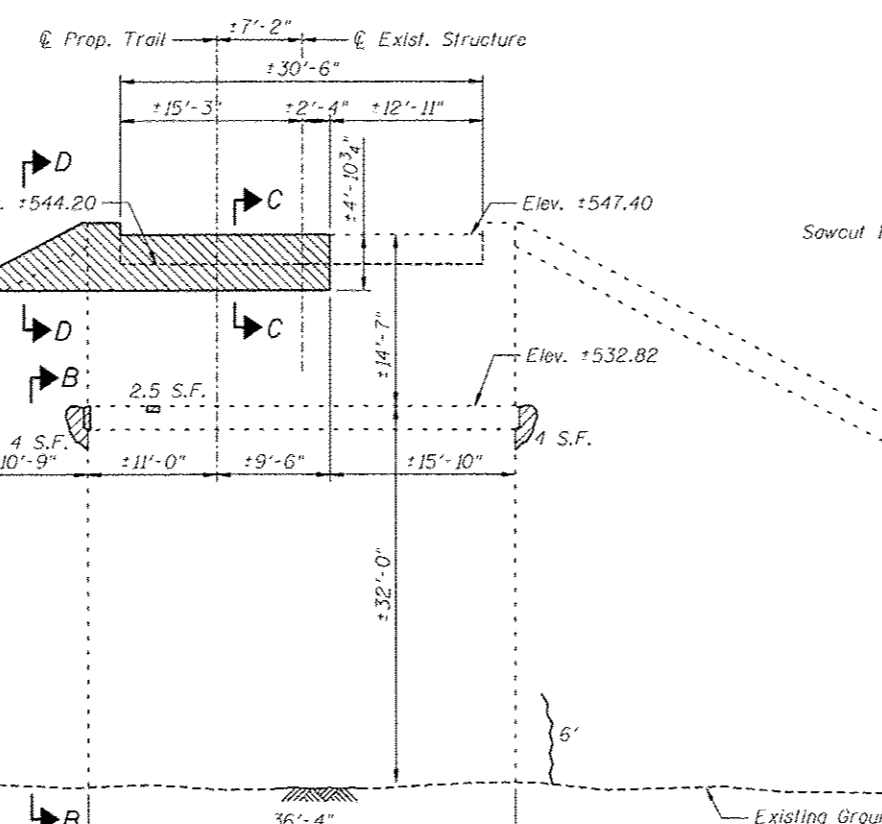 ℄ Prop. Trail
±7'-2"
℄ Exist. Structure
±30'-6"
±15'-3"
±2'-4"
±12'-11"
D
±4'-10¾"
±544.20
C
Elev. ±547.40
Sawcut
D
C
±14'-7"
B
2.5 S.F.
Elev. ±532.82
4 S.F.
4 S.F.
10'-9"
±11'-0"
±9'-6"
±15'-10"
±32'-0"
6'
B
36'-4"
Existing